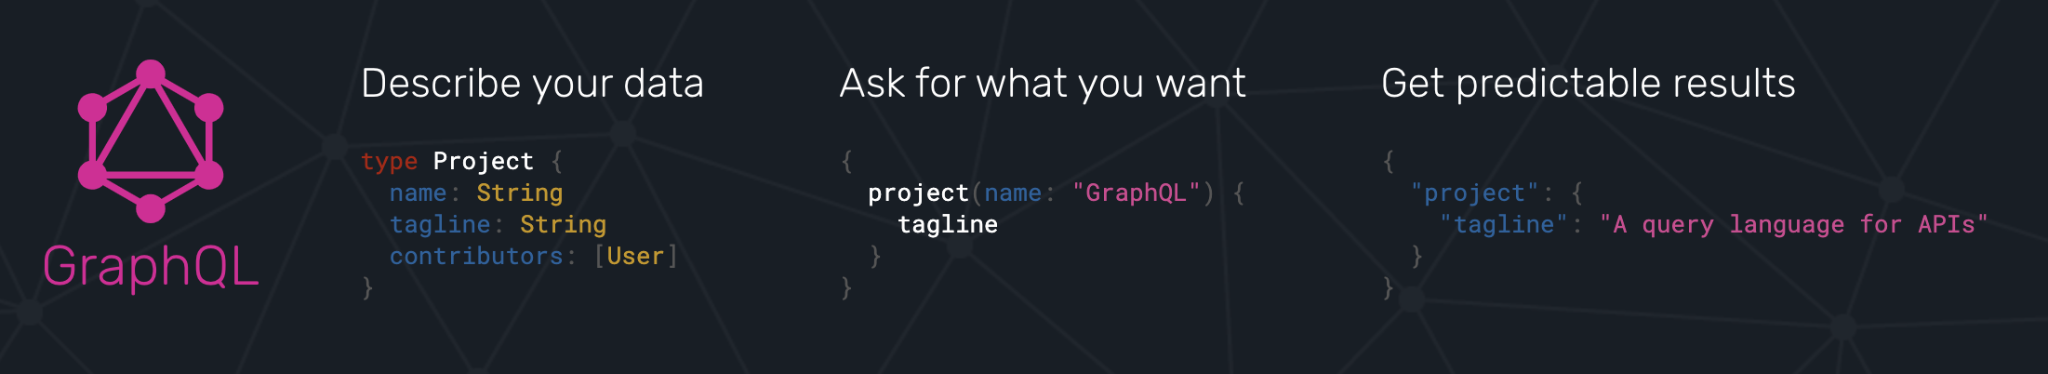 GraphQL
Describe your data
type Project {
  name: String
  tagline: String
  contributors: [User]
}
Ask for what you want
{
  project(name: "GraphQL") {
    tagline
  }
}
Get predictable results
{
  "project": {
    "tagline": "A query language for APIs"
  }
}